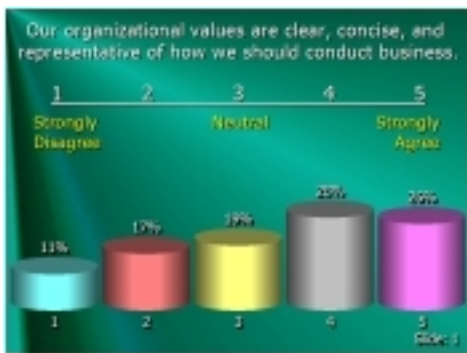 Our organizational values are clear, concise, and
representative of how we should conduct business.
1 2 3 4 5
Strongly Disagree Neutral Strongly Agree
11% 17% 19%
1 2 3 4 5
Slide: 1